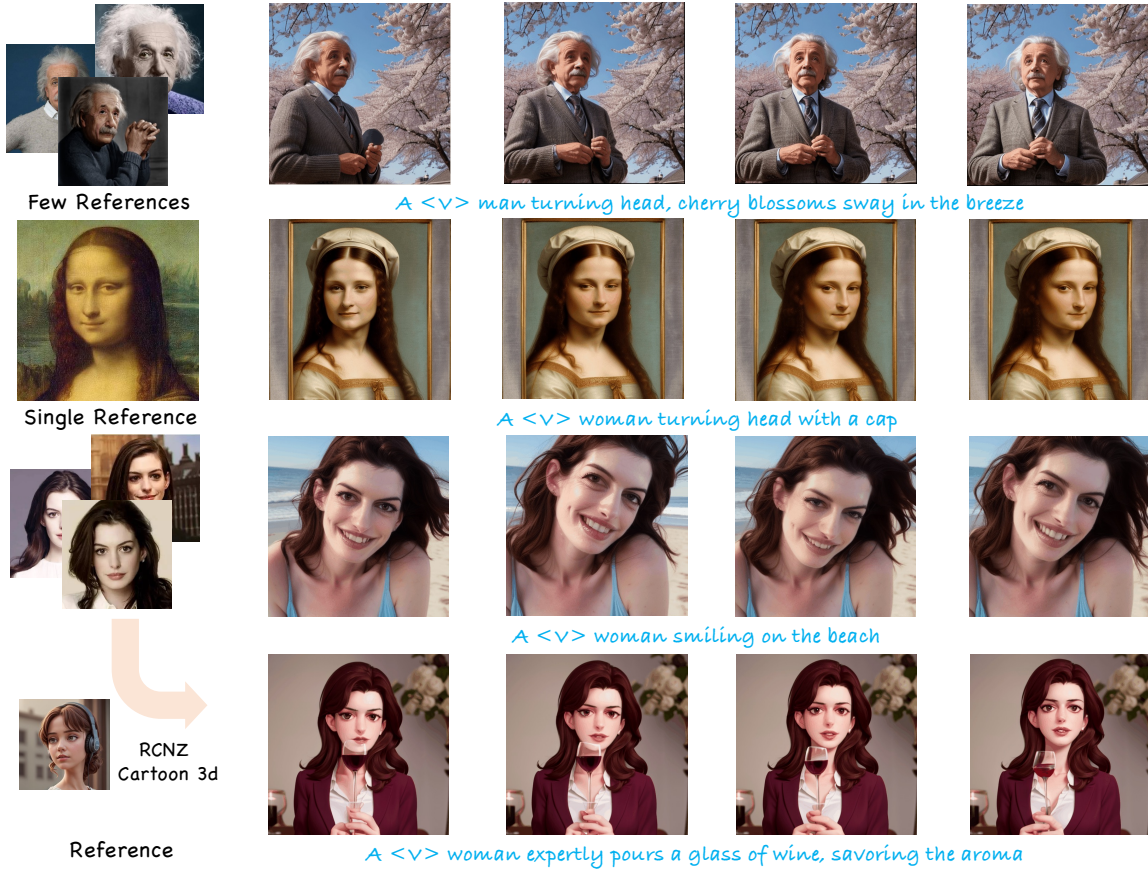 Few References
A <v> man turning head, cherry blossoms sway in the breeze
Single Reference
A <v> woman turning head with a cap
A <v> woman smiling on the beach
RCNZ
Cartoon 3d
Reference
A <v> woman expertly pours a glass of wine, savoring the aroma